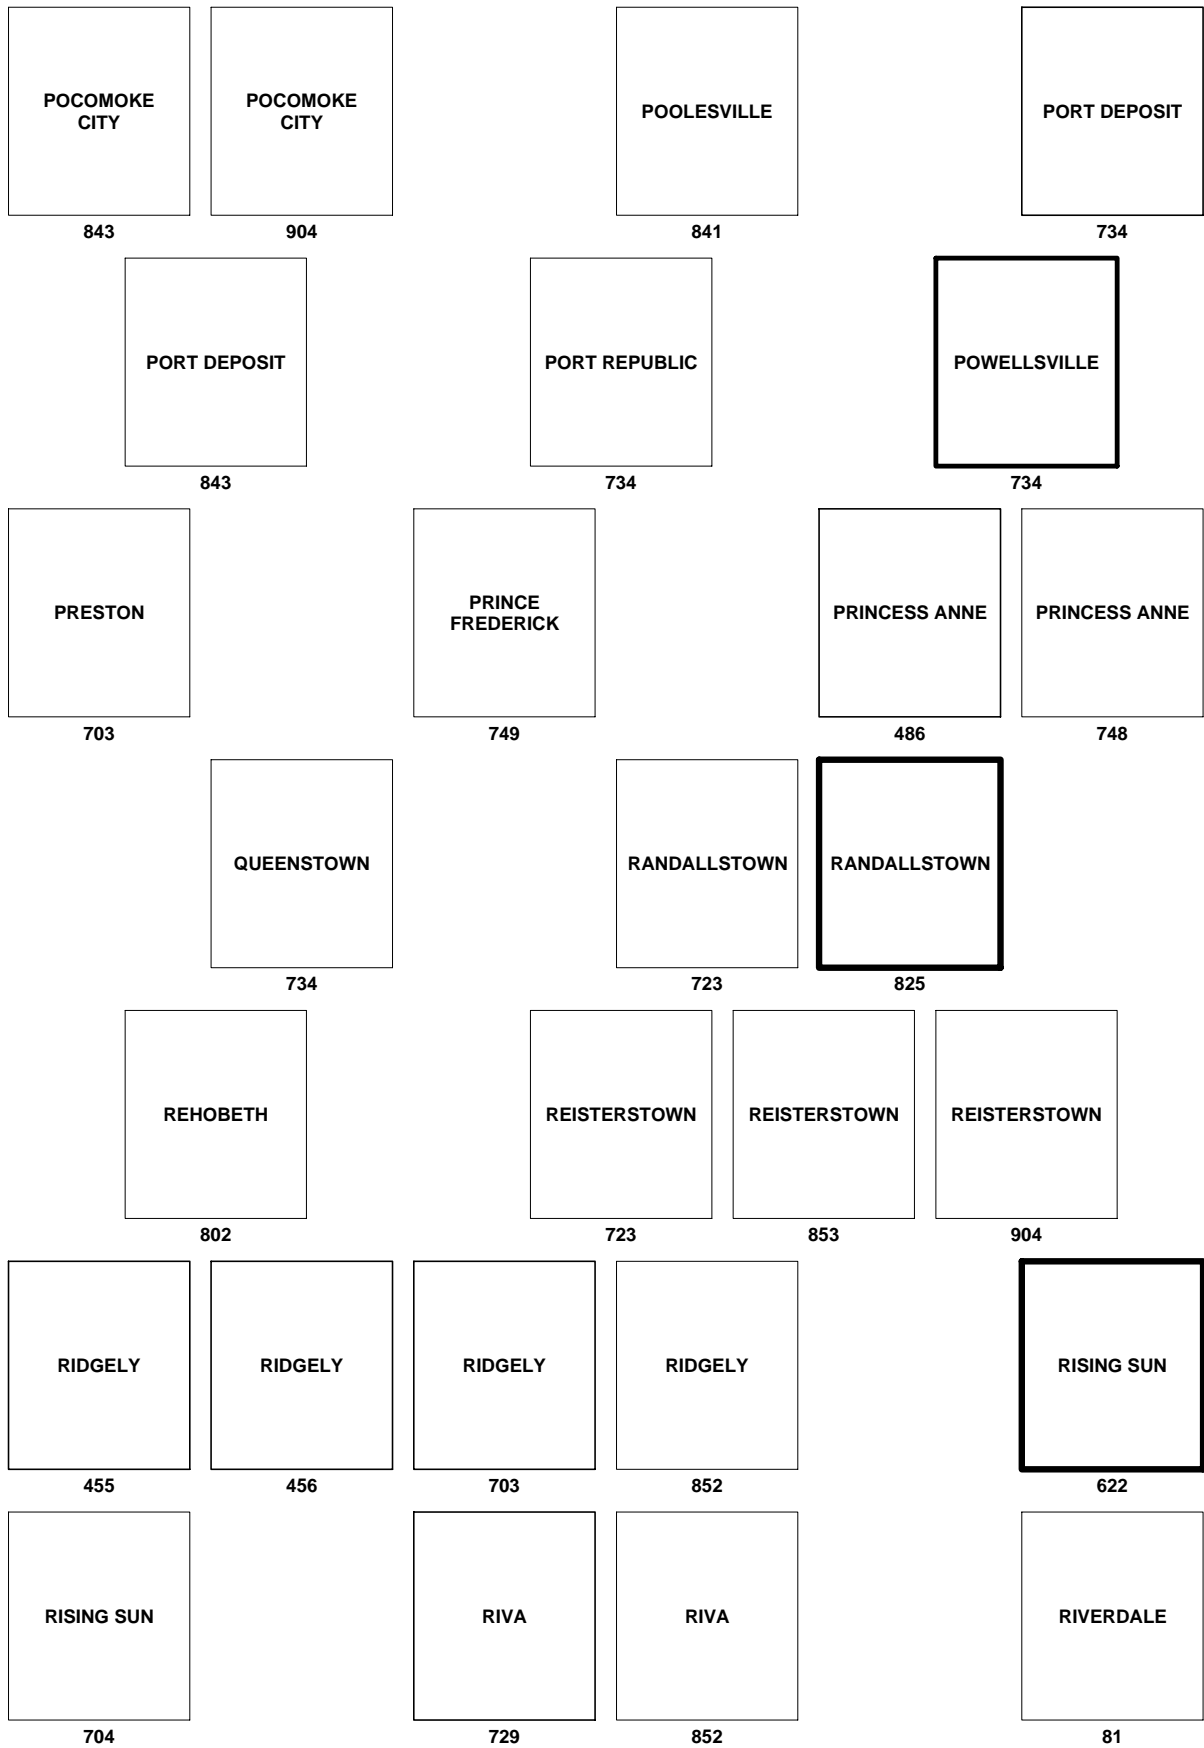 POCOMOKE
CITY
843
POCOMOKE
CITY
904
POOLESVILLE
841
PORT DEPOSIT
734
PORT DEPOSIT
843
PORT REPUBLIC
734
POWELLSVILLE
734
PRESTON
703
PRINCE
FREDERICK
749
PRINCESS ANNE
486
PRINCESS ANNE
748
QUEENSTOWN
734
RANDALLSTOWN
723
RANDALLSTOWN
825
REHOBETH
802
REISTERSTOWN
723
REISTERSTOWN
853
REISTERSTOWN
904
RIDGELY
455
RIDGELY
456
RIDGELY
703
RIDGELY
852
RISING SUN
622
RISING SUN
704
RIVA
729
RIVA
852
RIVERDALE
81